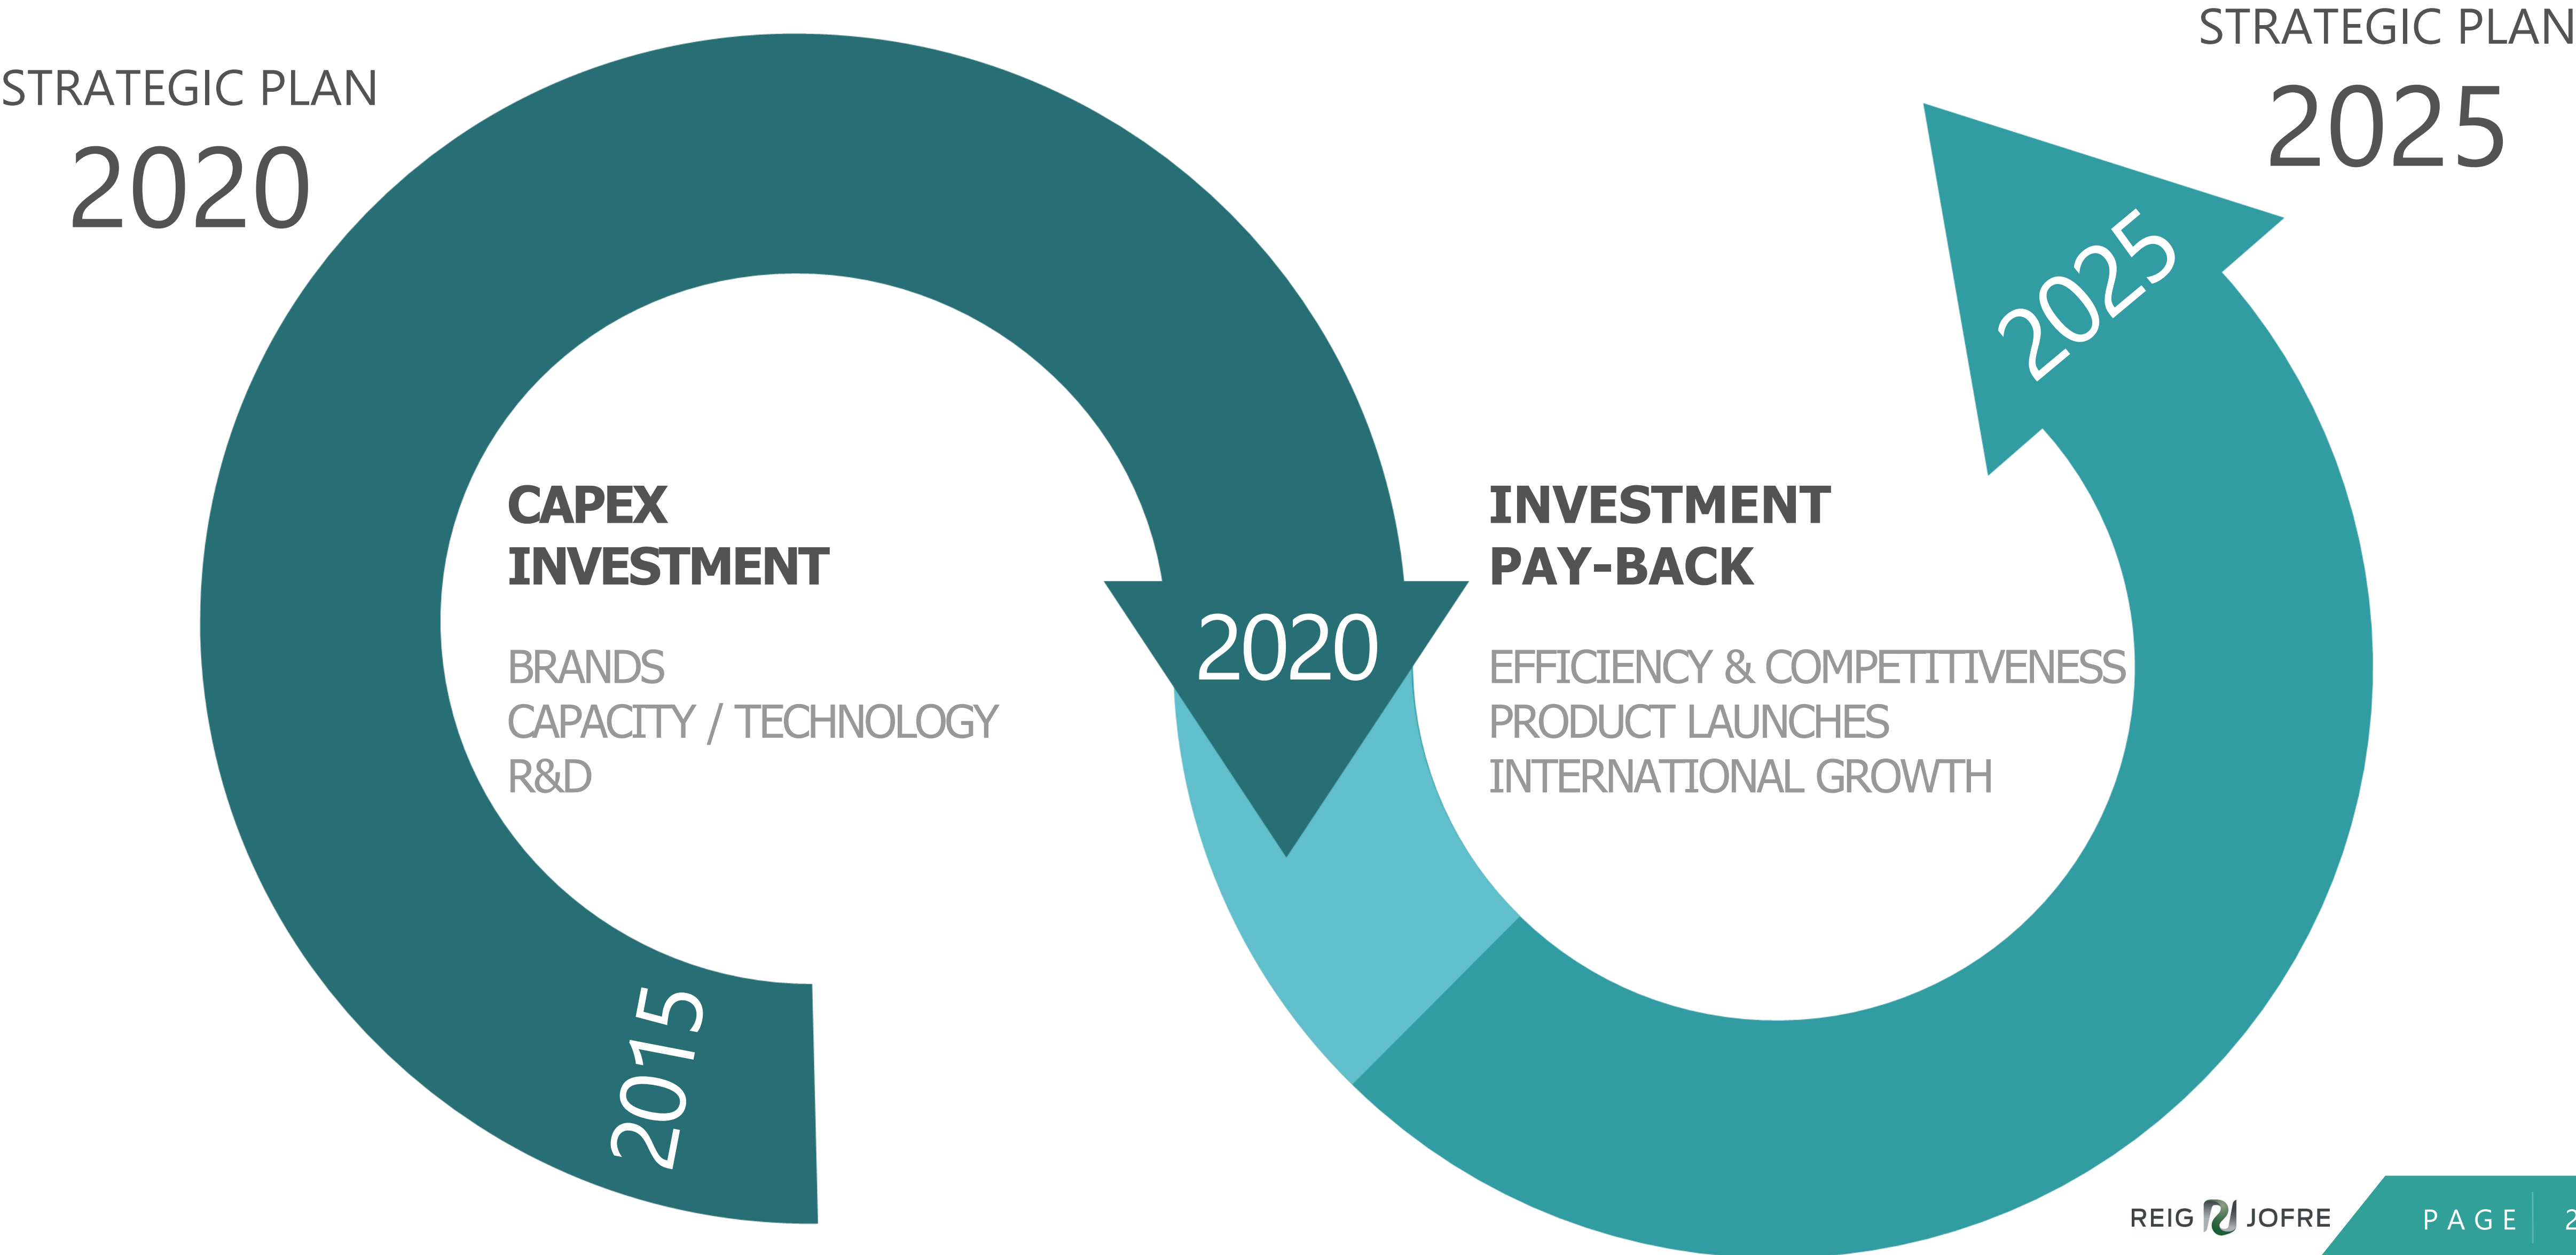 STRATEGIC PLAN
2020
STRATEGIC PLAN
2025
2025
CAPEX
INVESTMENT
BRANDS
CAPACITY / TECHNOLOGY
R&D
2015
2020
INVESTMENT
PAY-BACK
EFFICIENCY & COMPETITIVENESS
PRODUCT LAUNCHES
INTERNATIONAL GROWTH
REIG JOFRE
PAGE 2